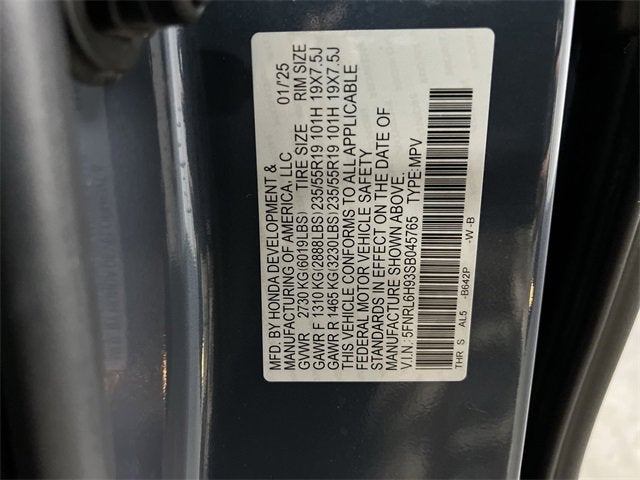 MFD. BY HONDA DEVELOPMENT &
MANUFACTURING OF AMERICA, LLC 01/'25
GVWR 2730 KG(6019LBS) TIRE SIZE RIM SIZE
GAWR F 1310 KG(2888LBS) 235/55R19 101H 19X7.5J
GAWR R 1465 KG(3230LBS) 235/55R19 101H 19X7.5J
THIS VEHICLE CONFORMS TO ALL APPLICABLE
FEDERAL MOTOR VEHICLE SAFETY
STANDARDS IN EFFECT ON THE DATE OF
MANUFACTURE SHOWN ABOVE.
V.I.N.: 5FNRL6H93SB045765 TYPE:MPV
THR S AL5 -B642P -W-B